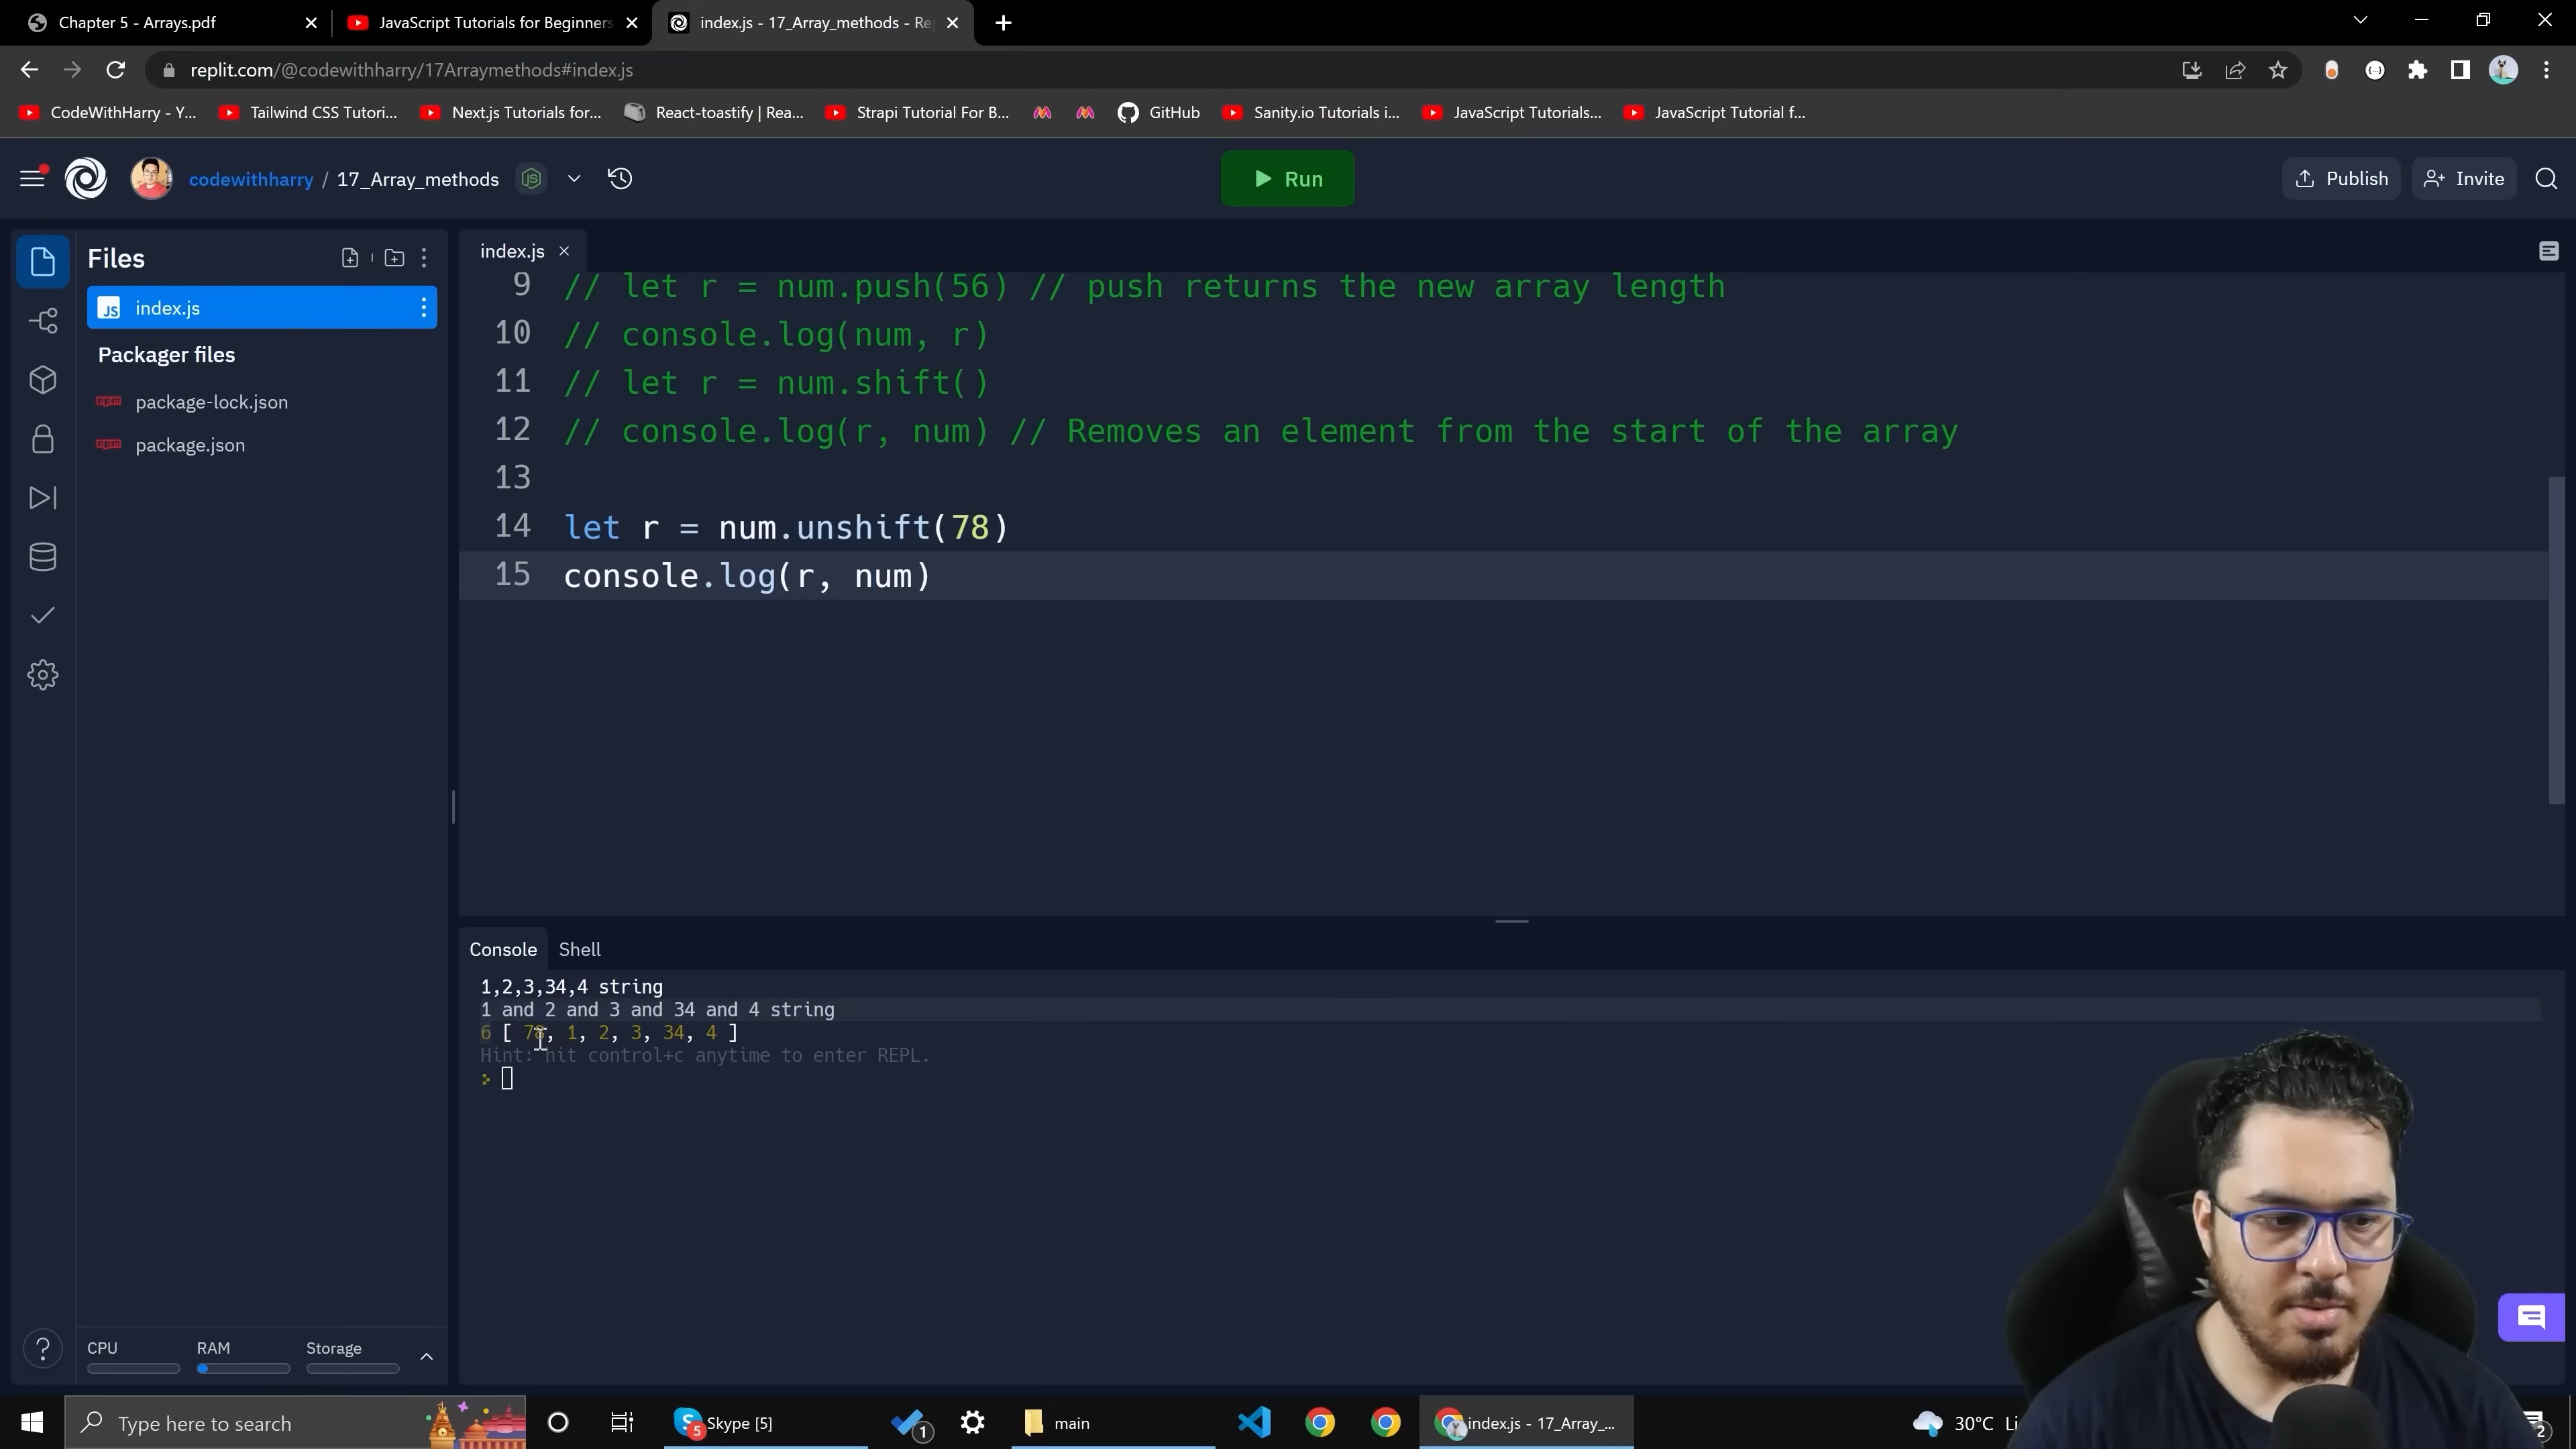 Chapter 5 - Arrays.pdf
JavaScript Tutorials for Beginners
index.js - 17_Array_methods - Re
replit.com/@codewithharry/17Arraymethods#index.js
CodeWithHarry - Y...
Tailwind CSS Tutori...
Next.js Tutorials for...
React-toastify | Rea...
Strapi Tutorial For B...
GitHub
Sanity.io Tutorials i...
JavaScript Tutorials...
JavaScript Tutorial f...
codewithharry / 17_Array_methods
Run
Publish
Invite
Files
JS index.js
Packager files
package-lock.json
package.json
index.js
9 // let r = num.push(56) // push returns the new array length
10 // console.log(num, r)
11 // let r = num.shift()
12 // console.log(r, num) // Removes an element from the start of the array
13
14 let r = num.unshift(78)
15 console.log(r, num)
Console
Shell
1,2,3,34,4 string
1 and 2 and 3 and 34 and 4 string
6 [ 78, 1, 2, 3, 34, 4 ]
Hint: hit control+c anytime to enter REPL.
CPU
RAM
Storage
Type here to search
Skype [5]
5
1
main
index.js - 17_Array_...
30°C
2